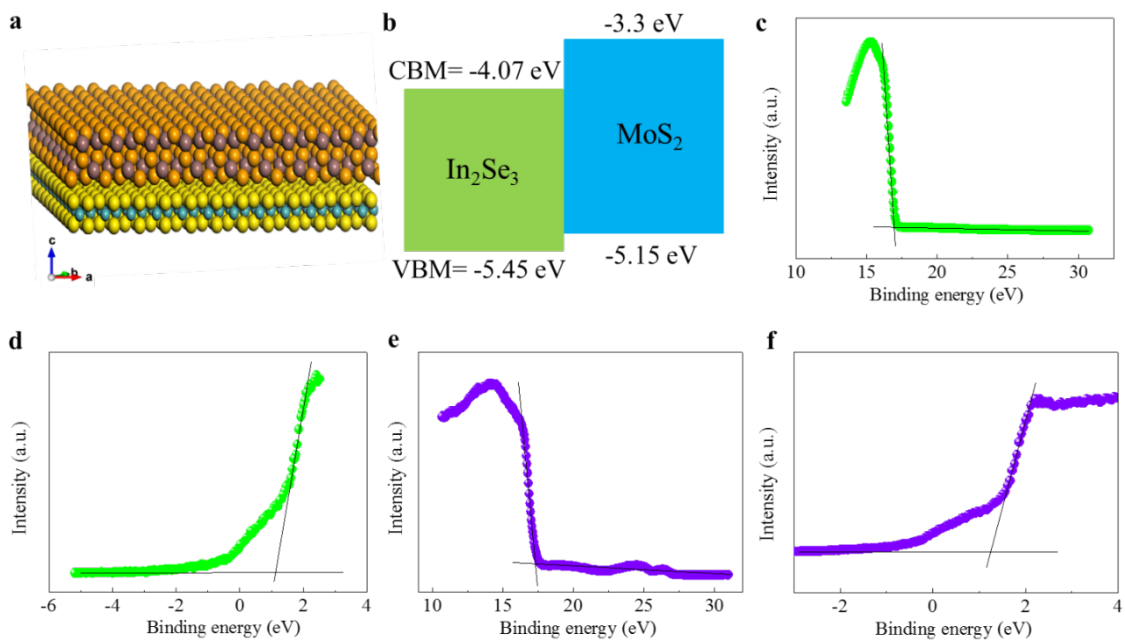 a
c
b
a
b
-3.3 eV
CBM= -4.07 eV
In₂Se₃
MoS₂
VBM= -5.45 eV
-5.15 eV
c
Intensity (a.u.)
10 15 20 25 30
Binding energy (eV)
d
Intensity (a.u.)
-6 -4 -2 0 2 4
Binding energy (eV)
e
Intensity (a.u.)
10 15 20 25 30
Binding energy (eV)
f
Intensity (a.u.)
-2 0 2 4
Binding energy (eV)